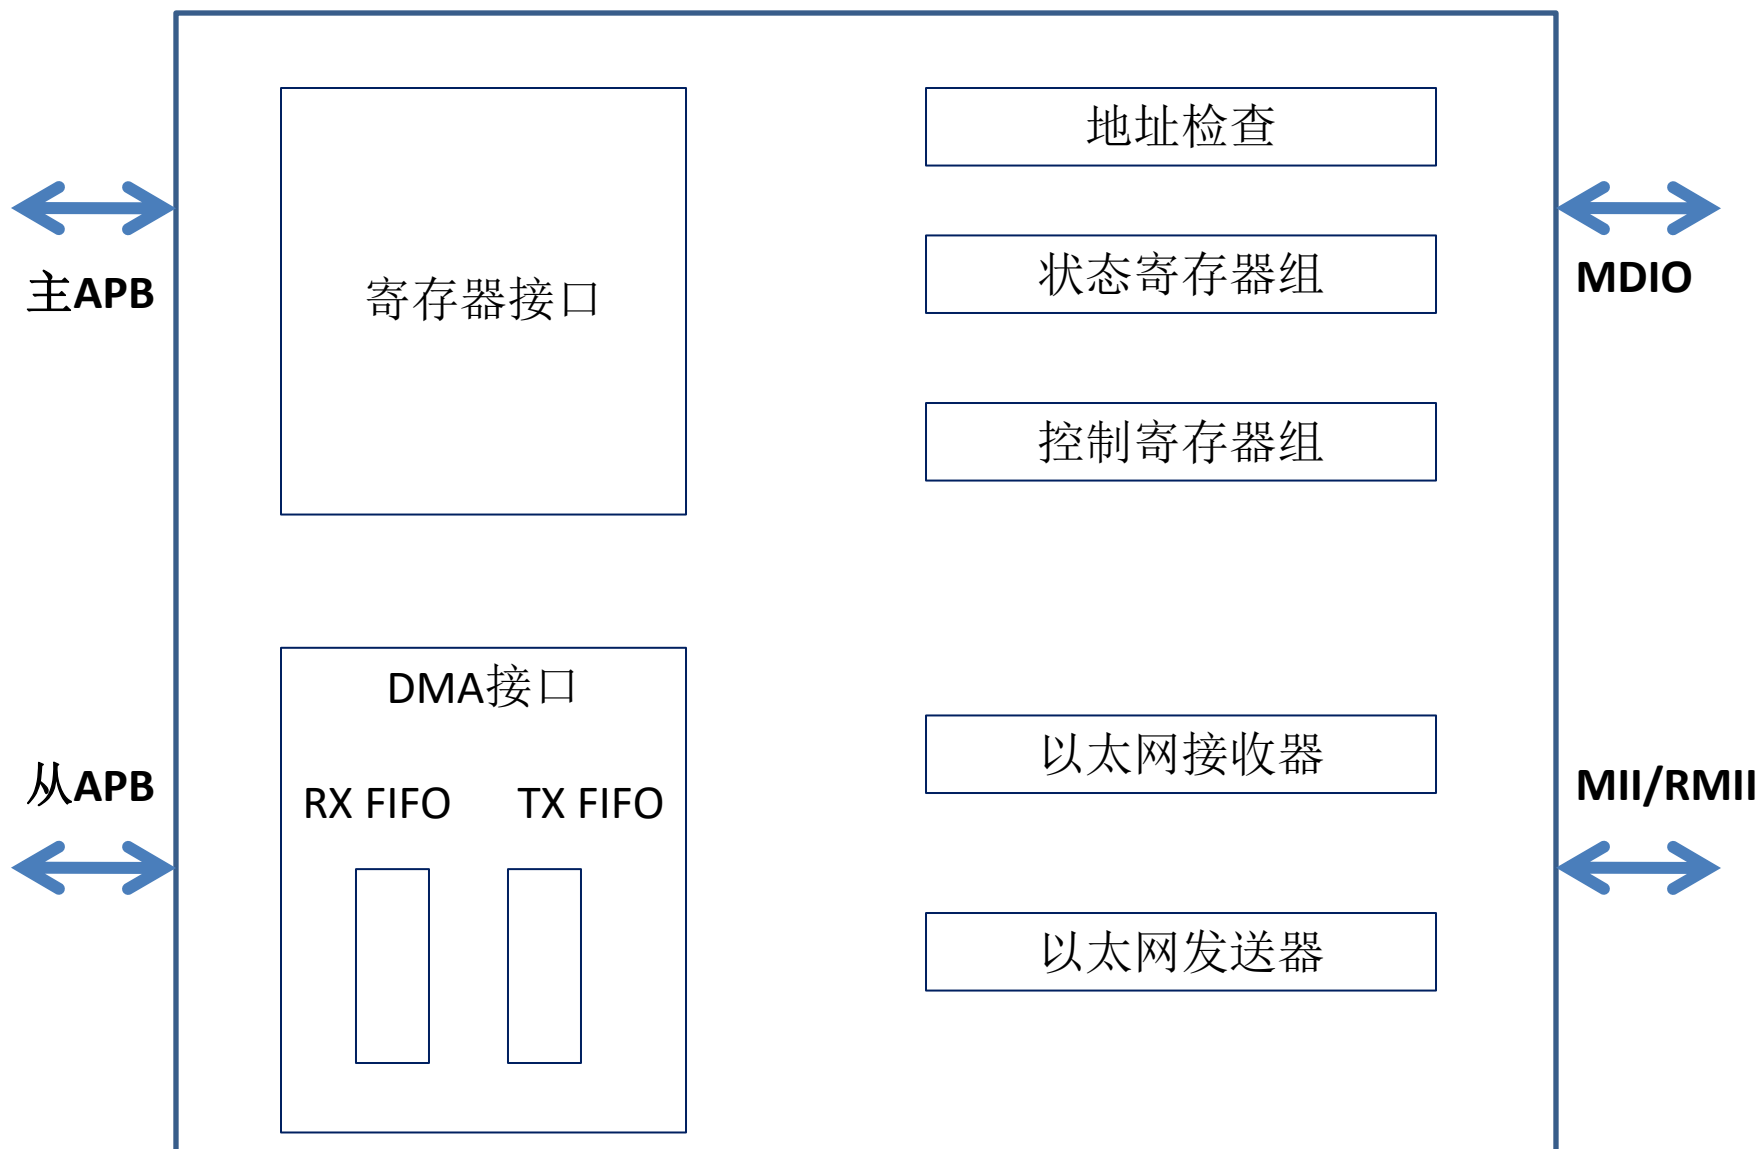 地址检查
主APB
寄存器接口
状态寄存器组
MDIO
控制寄存器组
DMA接口
从APB
RX FIFO
TX FIFO
以太网接收器
MII/RMII
以太网发送器